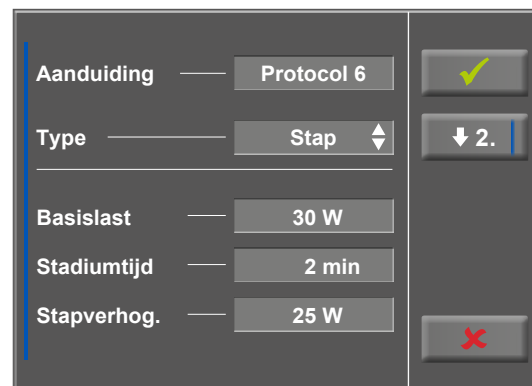 Aanduiding Protocol 6
Type Stap
2.
Basislast 30 W
Stadiumtijd 2 min
Stapverhog. 25 W